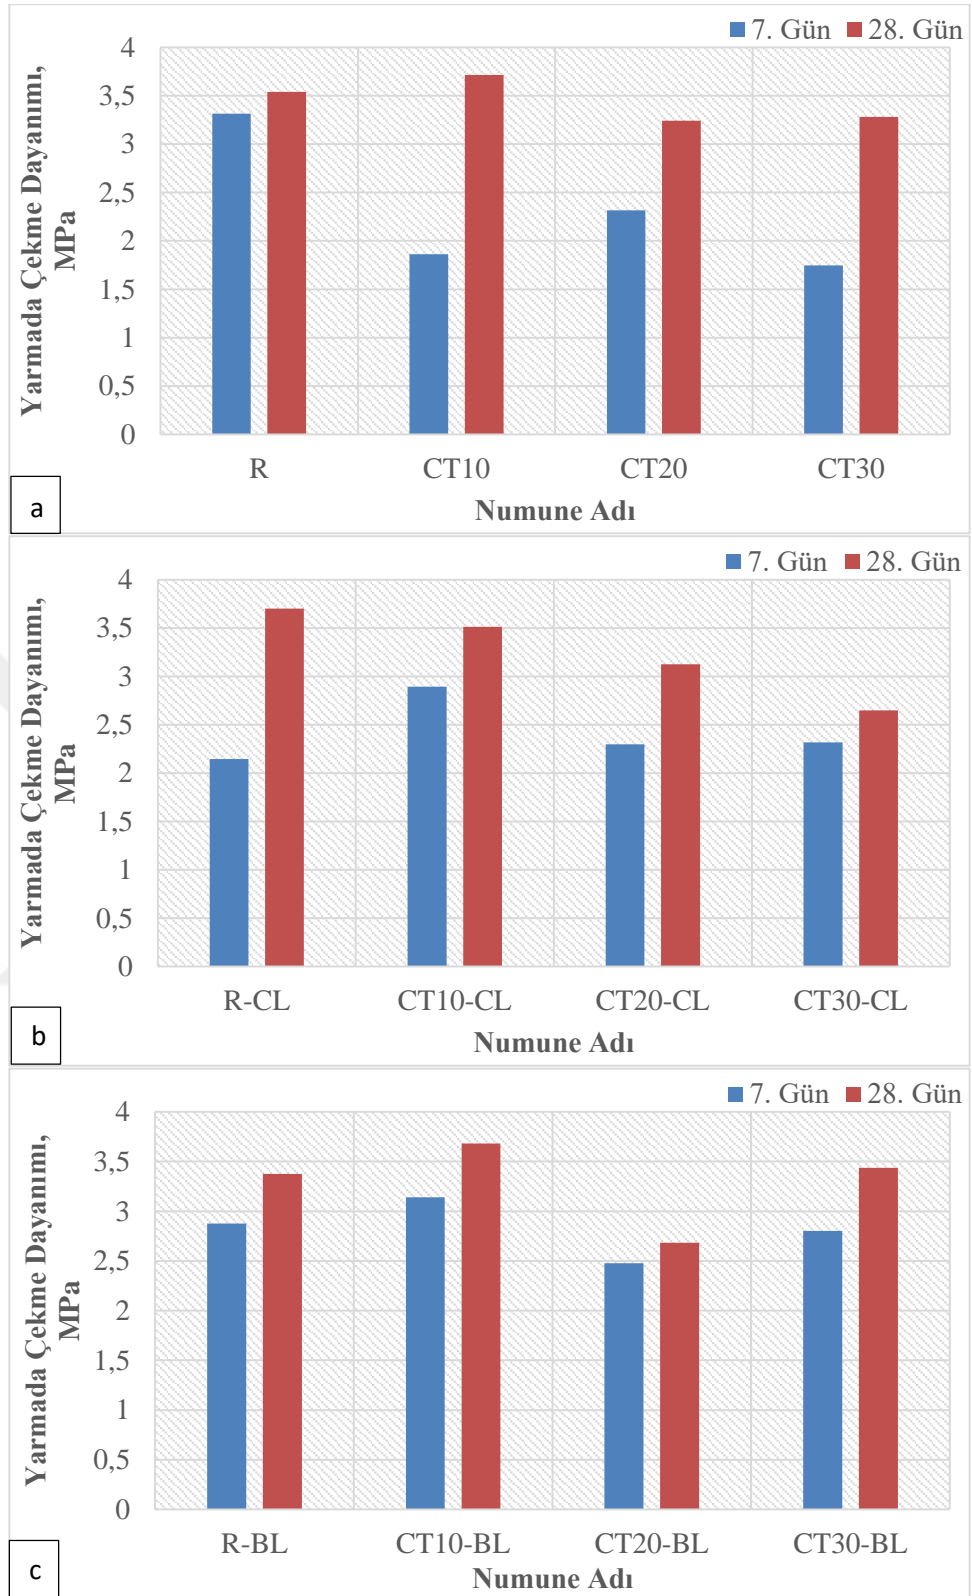 7. Gün 28. Gün
Yarmada Çekme Dayanımı,
MPa
4
3,5
3
2,5
2
1,5
1
0,5
0
R CT10 CT20 CT30
Numune Adı
a
7. Gün 28. Gün
Yarmada Çekme Dayanımı,
MPa
4
3,5
3
2,5
2
1,5
1
0,5
0
R-CL CT10-CL CT20-CL CT30-CL
Numune Adı
b
7. Gün 28. Gün
Yarmada Çekme Dayanımı,
MPa
4
3,5
3
2,5
2
1,5
1
0,5
0
R-BL CT10-BL CT20-BL CT30-BL
Numune Adı
c